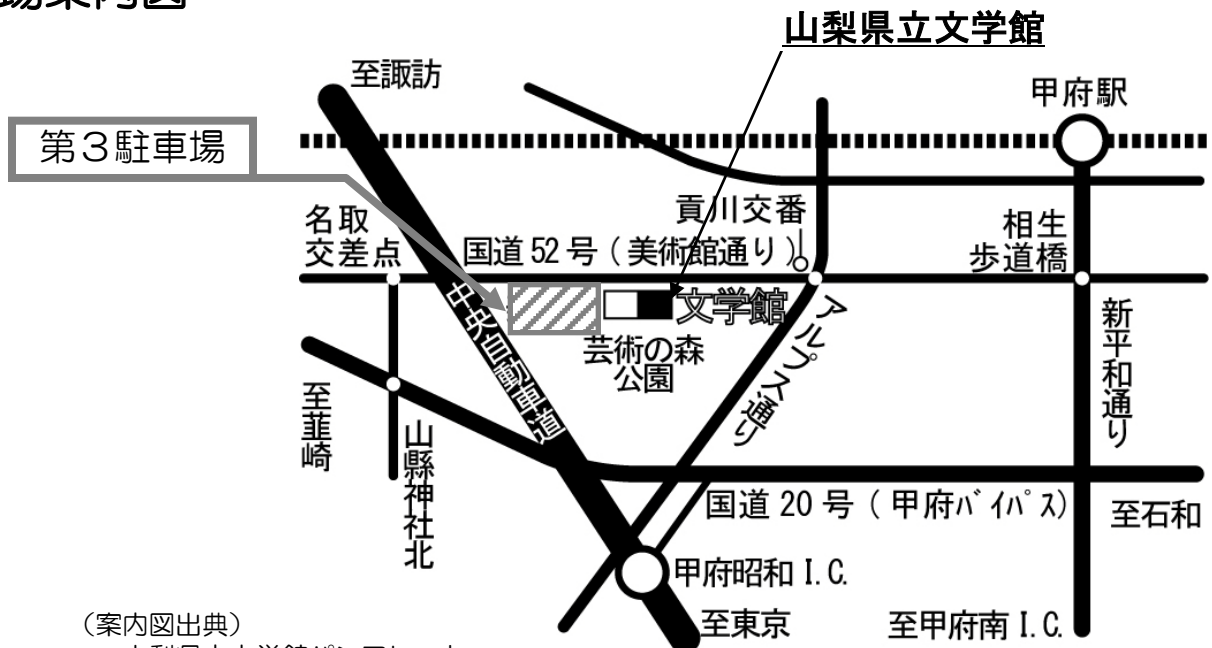 山梨県立文学館
至諏訪
甲府駅
第3駐車場
貢川交番
名取
交差点
相生
歩道橋
国道52号(美術館通り)
文学館
芸術の森
公園
中央自動車道
アルプス通り
新平和通り
至韮崎
山縣神社北
国道20号(甲府バイパス)
至石和
甲府昭和I.C.
至東京
至甲府南I.C.
(案内図出典)